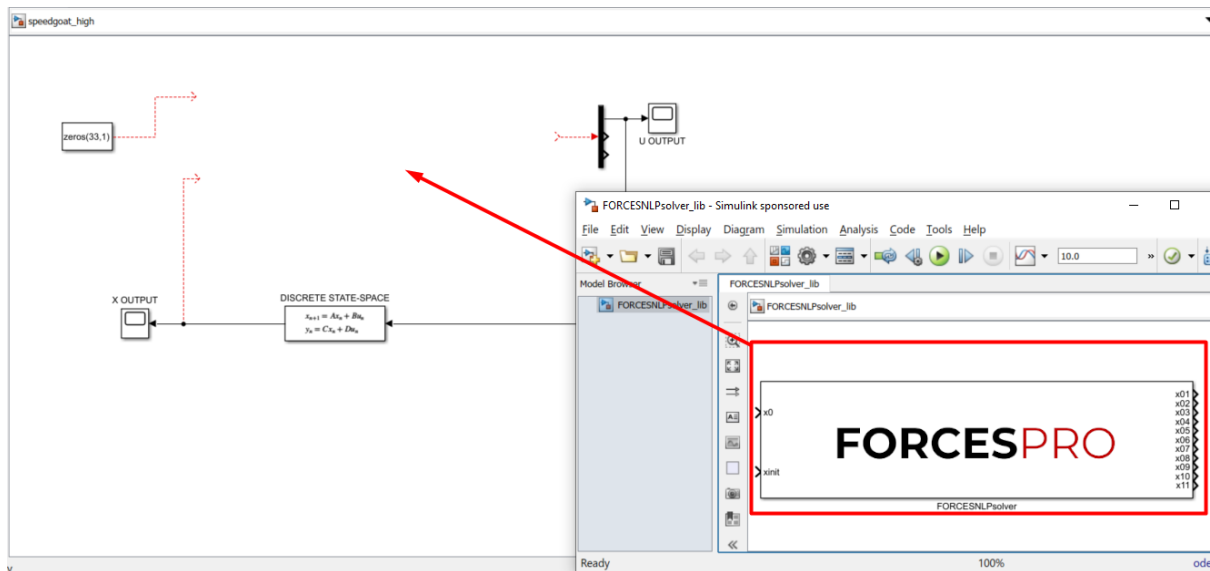 speedgoat_high
zeros(33,1)
U OUTPUT
X OUTPUT
DISCRETE STATE-SPACE
xₙ₊₁ = Axₙ + Buₙ
yₙ = Cxₙ + Duₙ
FORCESNLPsolver_lib - Simulink sponsored use
File Edit View Display Diagram Simulation Analysis Code Tools Help
10.0 »
Model Browser
FORCESNLPsolver_lib
FORCESNLPsolver_lib
FORCESNLPsolver_lib
x0
xinit
FORCESPRO
x01
x02
x03
x04
x05
x06
x07
x08
x09
x10
x11
FORCESNLPsolver
Ready 100% ode